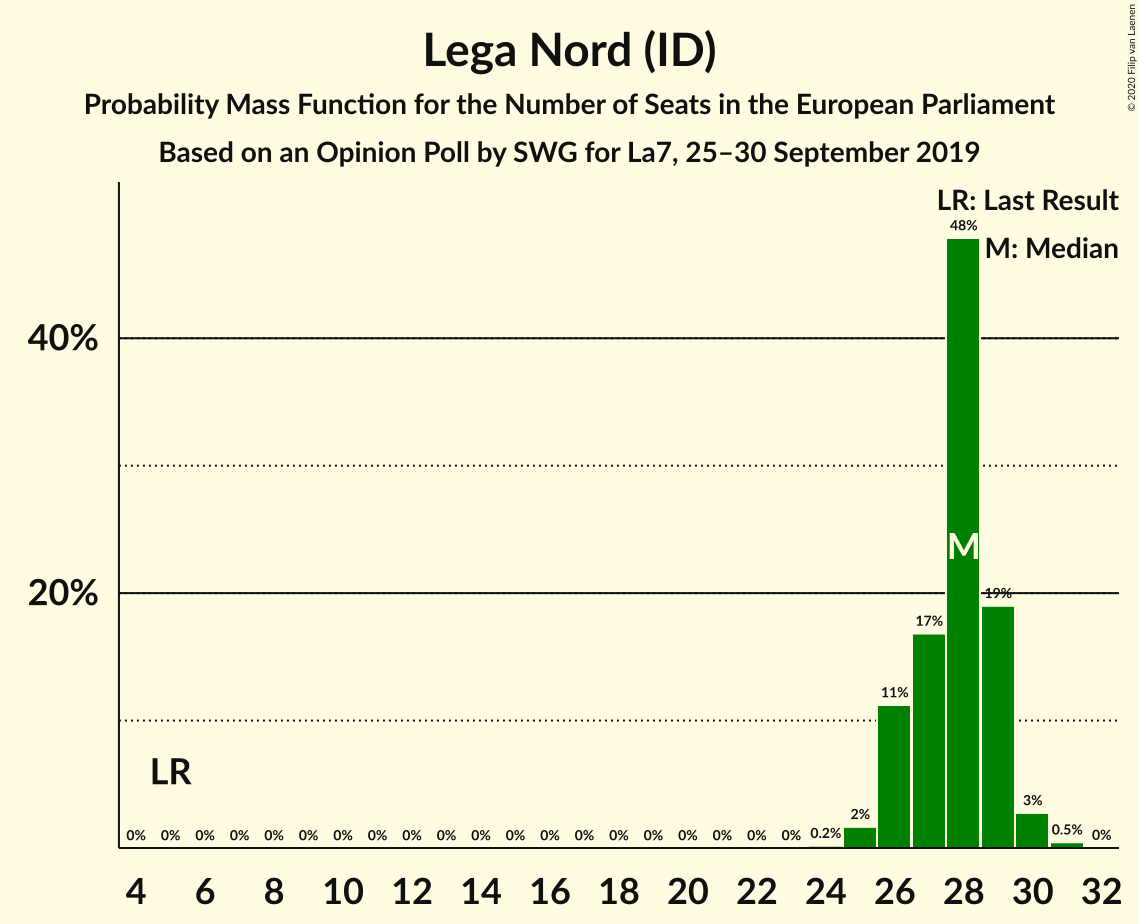 Lega Nord (ID)
Probability Mass Function for the Number of Seats in the European Parliament
Based on an Opinion Poll by SWG for La7, 25–30 September 2019
© 2020 Filip van Laenen
LR: Last Result
M: Median
48%
40%
M
20%
19%
17%
11%
LR
0% 0% 0% 0% 0% 0% 0% 0% 0% 0% 0% 0% 0% 0% 0% 0% 0% 0% 0% 0% 0.2% 2% 3% 0.5% 0%
4 6 8 10 12 14 16 18 20 22 24 26 28 30 32